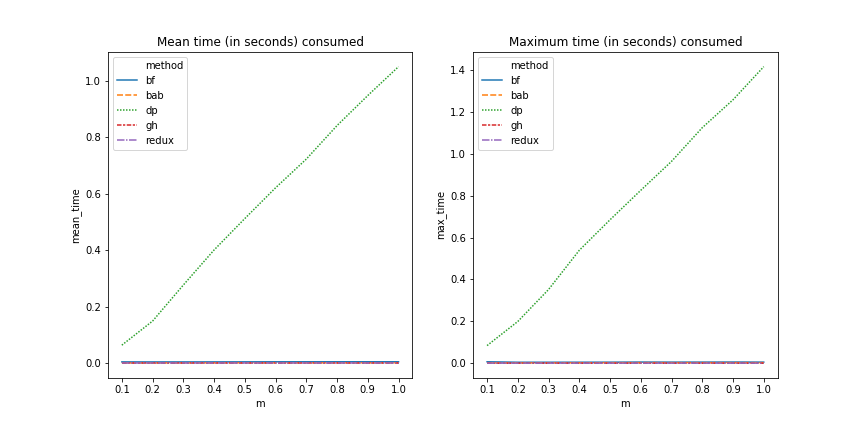 Mean time (in seconds) consumed
method
bf
bab
dp
gh
redux
mean_time
1.0
0.8
0.6
0.4
0.2
0.0
0.1 0.2 0.3 0.4 0.5 0.6 0.7 0.8 0.9 1.0
m
Maximum time (in seconds) consumed
method
bf
bab
dp
gh
redux
max_time
1.4
1.2
1.0
0.8
0.6
0.4
0.2
0.0
0.1 0.2 0.3 0.4 0.5 0.6 0.7 0.8 0.9 1.0
m